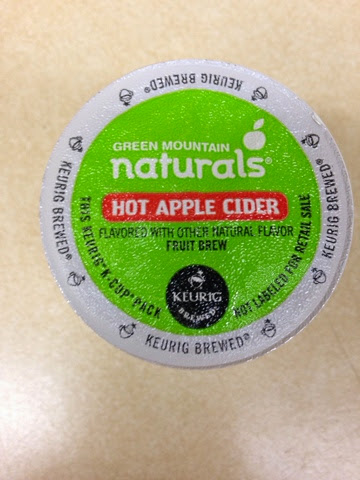 KEURIG BREWED®
GREEN MOUNTAIN
naturals®
HOT APPLE CIDER
FLAVORED WITH OTHER NATURAL FLAVOR
FRUIT BREW
THIS KEURIG® K-CUP® PACK
NOT LABELED FOR RETAIL SALE
KEURIG
BREWED
KEURIG BREWED®
KEURIG BREWED®
KEURIG BREWED®